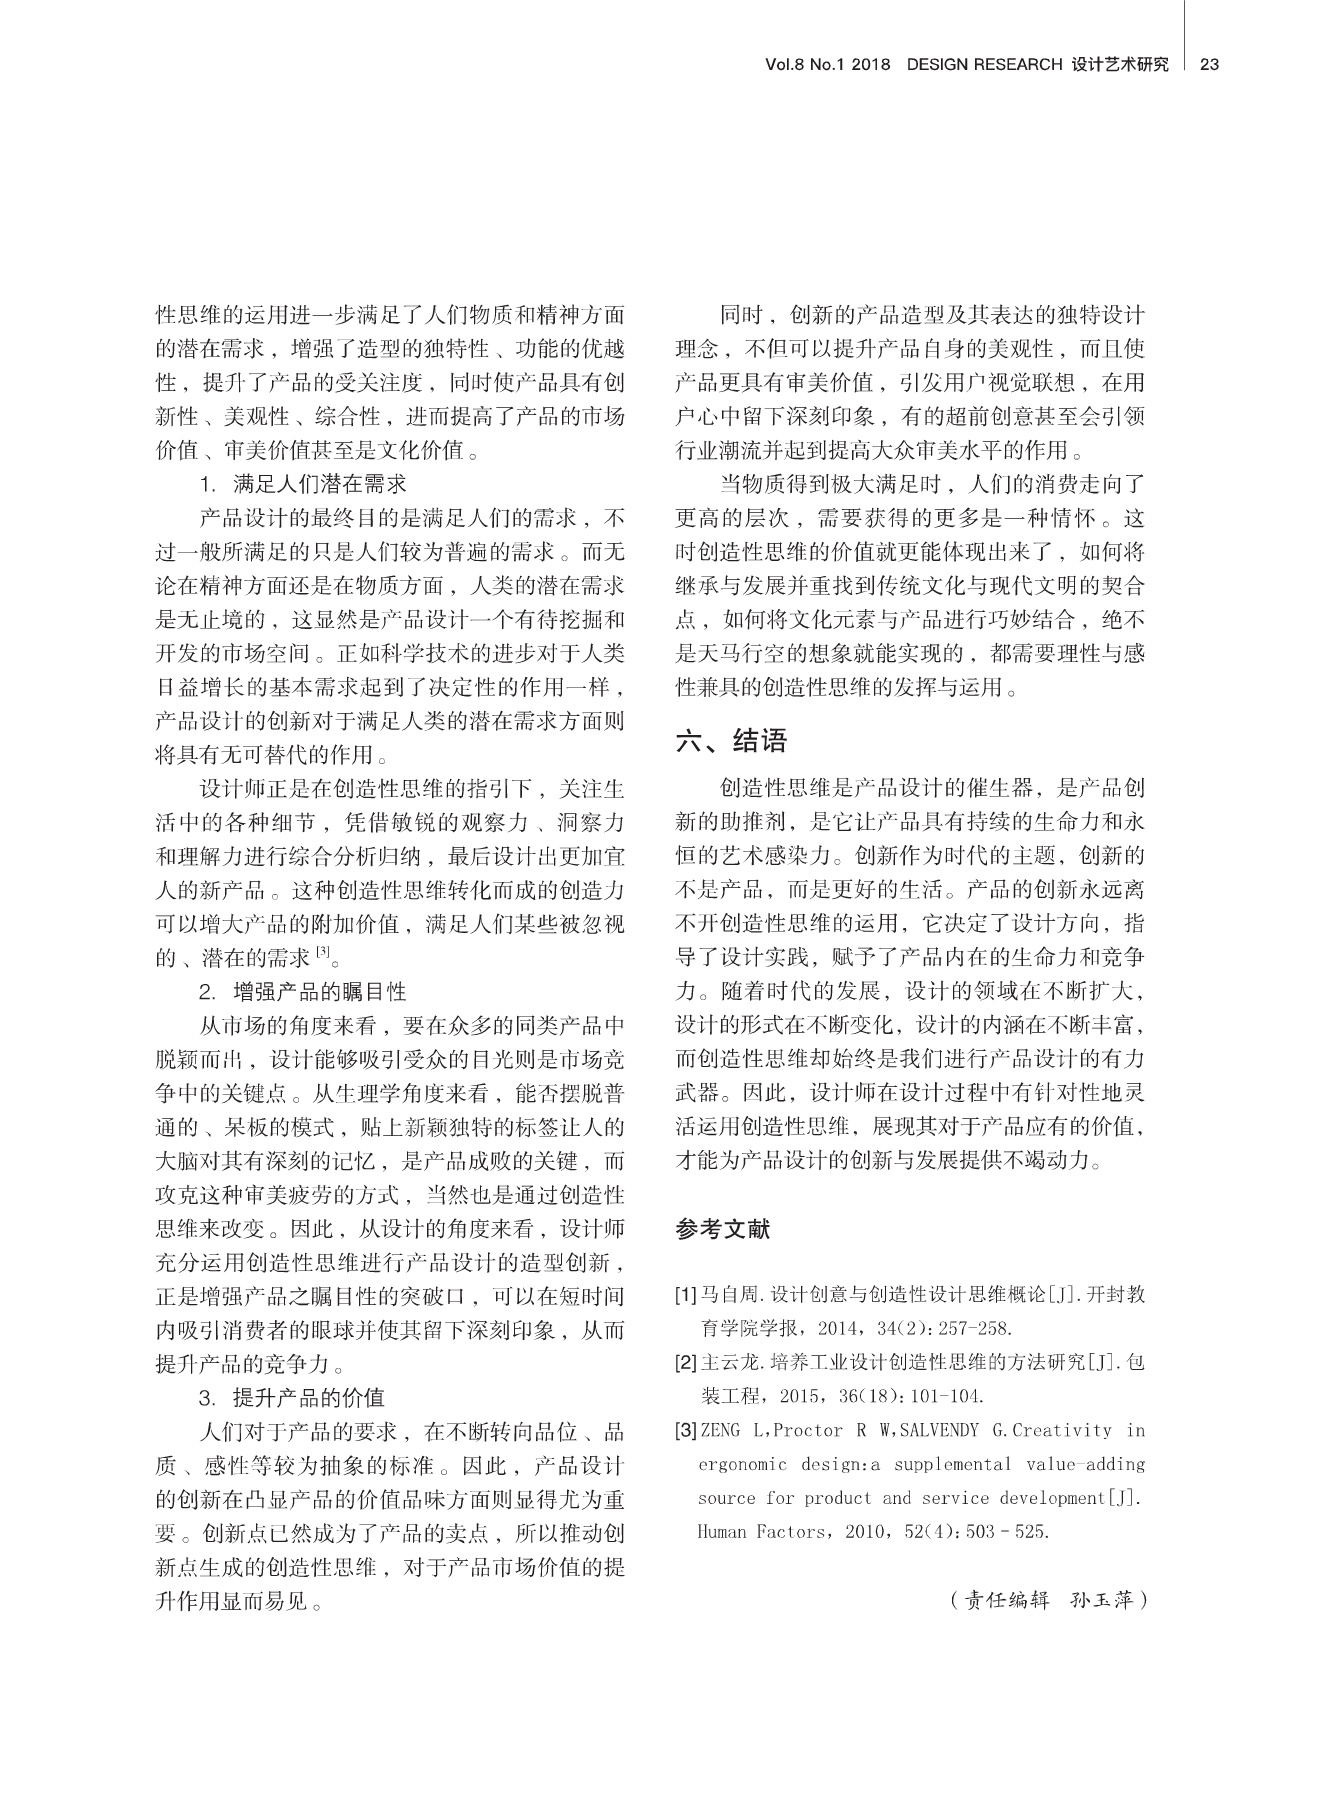 Vol.8 No.1 2018 DESIGN RESEARCH 设计艺术研究 23
性思维的运用进一步满足了人们物质和精神方面
的潜在需求，增强了造型的独特性、功能的优越
性，提升了产品的受关注度，同时使产品具有创
新性、美观性、综合性，进而提高了产品的市场
价值、审美价值甚至是文化价值。
1. 满足人们潜在需求
产品设计的最终目的是满足人们的需求，不
过一般所满足的只是人们较为普遍的需求。而无
论在精神方面还是在物质方面，人类的潜在需求
是无止境的，这显然是产品设计一个有待挖掘和
开发的市场空间。正如科学技术的进步对于人类
日益增长的基本需求起到了决定性的作用一样，
产品设计的创新对于满足人类的潜在需求方面则
将具有无可替代的作用。
设计师正是在创造性思维的指引下，关注生
活中的各种细节，凭借敏锐的观察力、洞察力
和理解力进行综合分析归纳，最后设计出更加宜
人的新产品。这种创造性思维转化而成的创造力
可以增大产品的附加价值，满足人们某些被忽视
的、潜在的需求[3]。
2. 增强产品的瞩目性
从市场的角度来看，要在众多的同类产品中
脱颖而出，设计能够吸引受众的目光则是市场竞
争中的关键点。从生理学角度来看，能否摆脱普
通的、呆板的模式，贴上新颖独特的标签让人的
大脑对其有深刻的记忆，是产品成败的关键，而
攻克这种审美疲劳的方式，当然也是通过创造性
思维来改变。因此，从设计的角度来看，设计师
充分运用创造性思维进行产品设计的造型创新，
正是增强产品之瞩目性的突破口，可以在短时间
内吸引消费者的眼球并使其留下深刻印象，从而
提升产品的竞争力。
3. 提升产品的价值
人们对于产品的要求，在不断转向品位、品
质、感性等较为抽象的标准。因此，产品设计
的创新在凸显产品的价值品味方面则显得尤为重
要。创新点已然成为了产品的卖点，所以推动创
新点生成的创造性思维，对于产品市场价值的提
升作用显而易见。
同时，创新的产品造型及其表达的独特设计
理念，不但可以提升产品自身的美观性，而且使
产品更具有审美价值，引发用户视觉联想，在用
户心中留下深刻印象，有的超前创意甚至会引领
行业潮流并起到提高大众审美水平的作用。
当物质得到极大满足时，人们的消费走向了
更高的层次，需要获得的更多是一种情怀。这
时创造性思维的价值就更能体现出来了，如何将
继承与发展并重找到传统文化与现代文明的契合
点，如何将文化元素与产品进行巧妙结合，绝不
是天马行空的想象就能实现的，都需要理性与感
性兼具的创造性思维的发挥与运用。
六、结语
创造性思维是产品设计的催生器，是产品创
新的助推剂，是它让产品具有持续的生命力和永
恒的艺术感染力。创新作为时代的主题，创新的
不是产品，而是更好的生活。产品的创新永远离
不开创造性思维的运用，它决定了设计方向，指
导了设计实践，赋予了产品内在的生命力和竞争
力。随着时代的发展，设计的领域在不断扩大，
设计的形式在不断变化，设计的内涵在不断丰富，
而创造性思维却始终是我们进行产品设计的有力
武器。因此，设计师在设计过程中有针对性地灵
活运用创造性思维，展现其对于产品应有的价值，
才能为产品设计的创新与发展提供不竭动力。
参考文献
[1]马自周.设计创意与创造性设计思维概论[J].开封教
育学院学报，2014，34(2):257-258.
[2]主云龙.培养工业设计创造性思维的方法研究[J].包
装工程，2015，36(18):101-104.
[3]ZENG L,Proctor R W,SALVENDY G.Creativity in
ergonomic design:a supplemental value-adding
source for product and service development[J].
Human Factors，2010，52(4):503–525.
（责任编辑 孙玉萍）